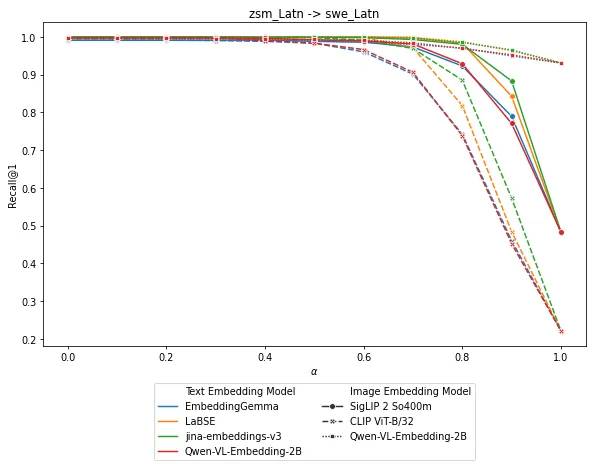 zsm_Latn -> swe_Latn
Recall@1
1.0
0.9
0.8
0.7
0.6
0.5
0.4
0.3
0.2
0.0 0.2 0.4 0.6 0.8 1.0
α
Text Embedding Model
EmbeddingGemma
LaBSE
jina-embeddings-v3
Qwen-VL-Embedding-2B
Image Embedding Model
SigLIP 2 So400m
CLIP ViT-B/32
Qwen-VL-Embedding-2B